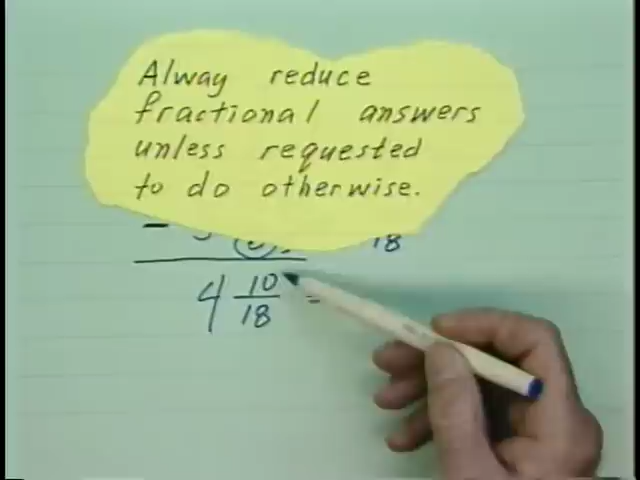 Alway reduce
fractional answers
unless requested
to do otherwise.
18
4 10/18 =